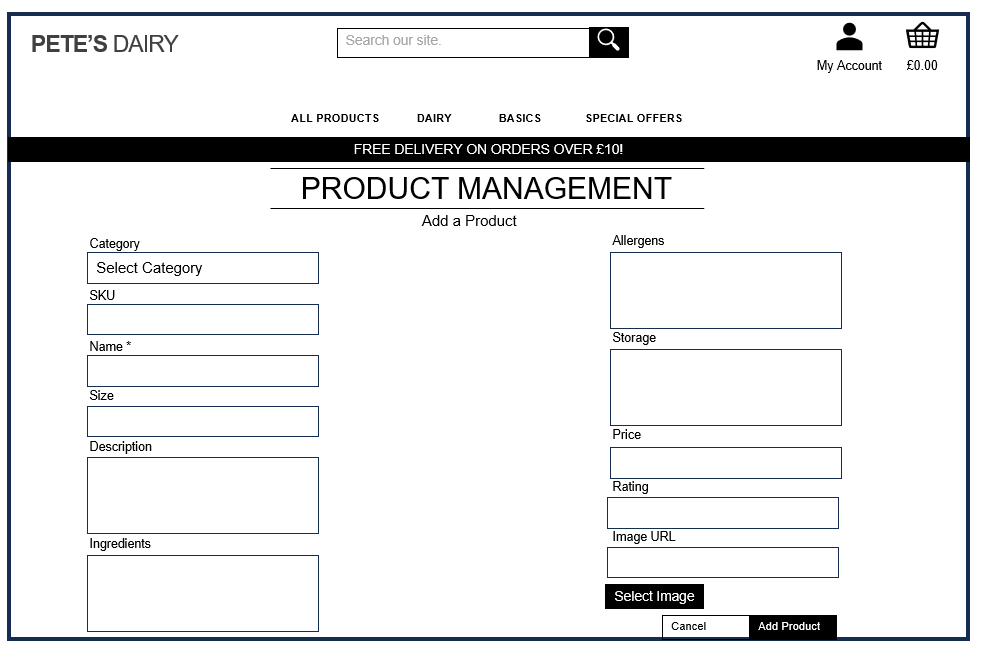 PETE'S DAIRY
Search our site.
My Account
£0.00
ALL PRODUCTS
DAIRY
BASICS
SPECIAL OFFERS
FREE DELIVERY ON ORDERS OVER £10!
PRODUCT MANAGEMENT
Add a Product
Category
Select Category
SKU
Name *
Size
Description
Ingredients
Allergens
Storage
Price
Rating
Image URL
Select Image
Cancel
Add Product